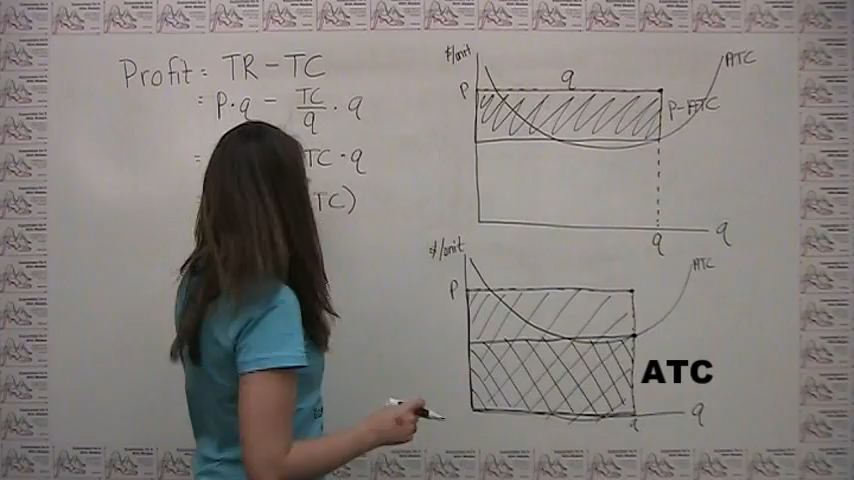 Profit = TR - TC
= P·q - TC/q · q
= TC · q
= TC)
$/unit
ATC
P
q
P-ATC
q
q
$/unit
ATC
P
ATC
q
q